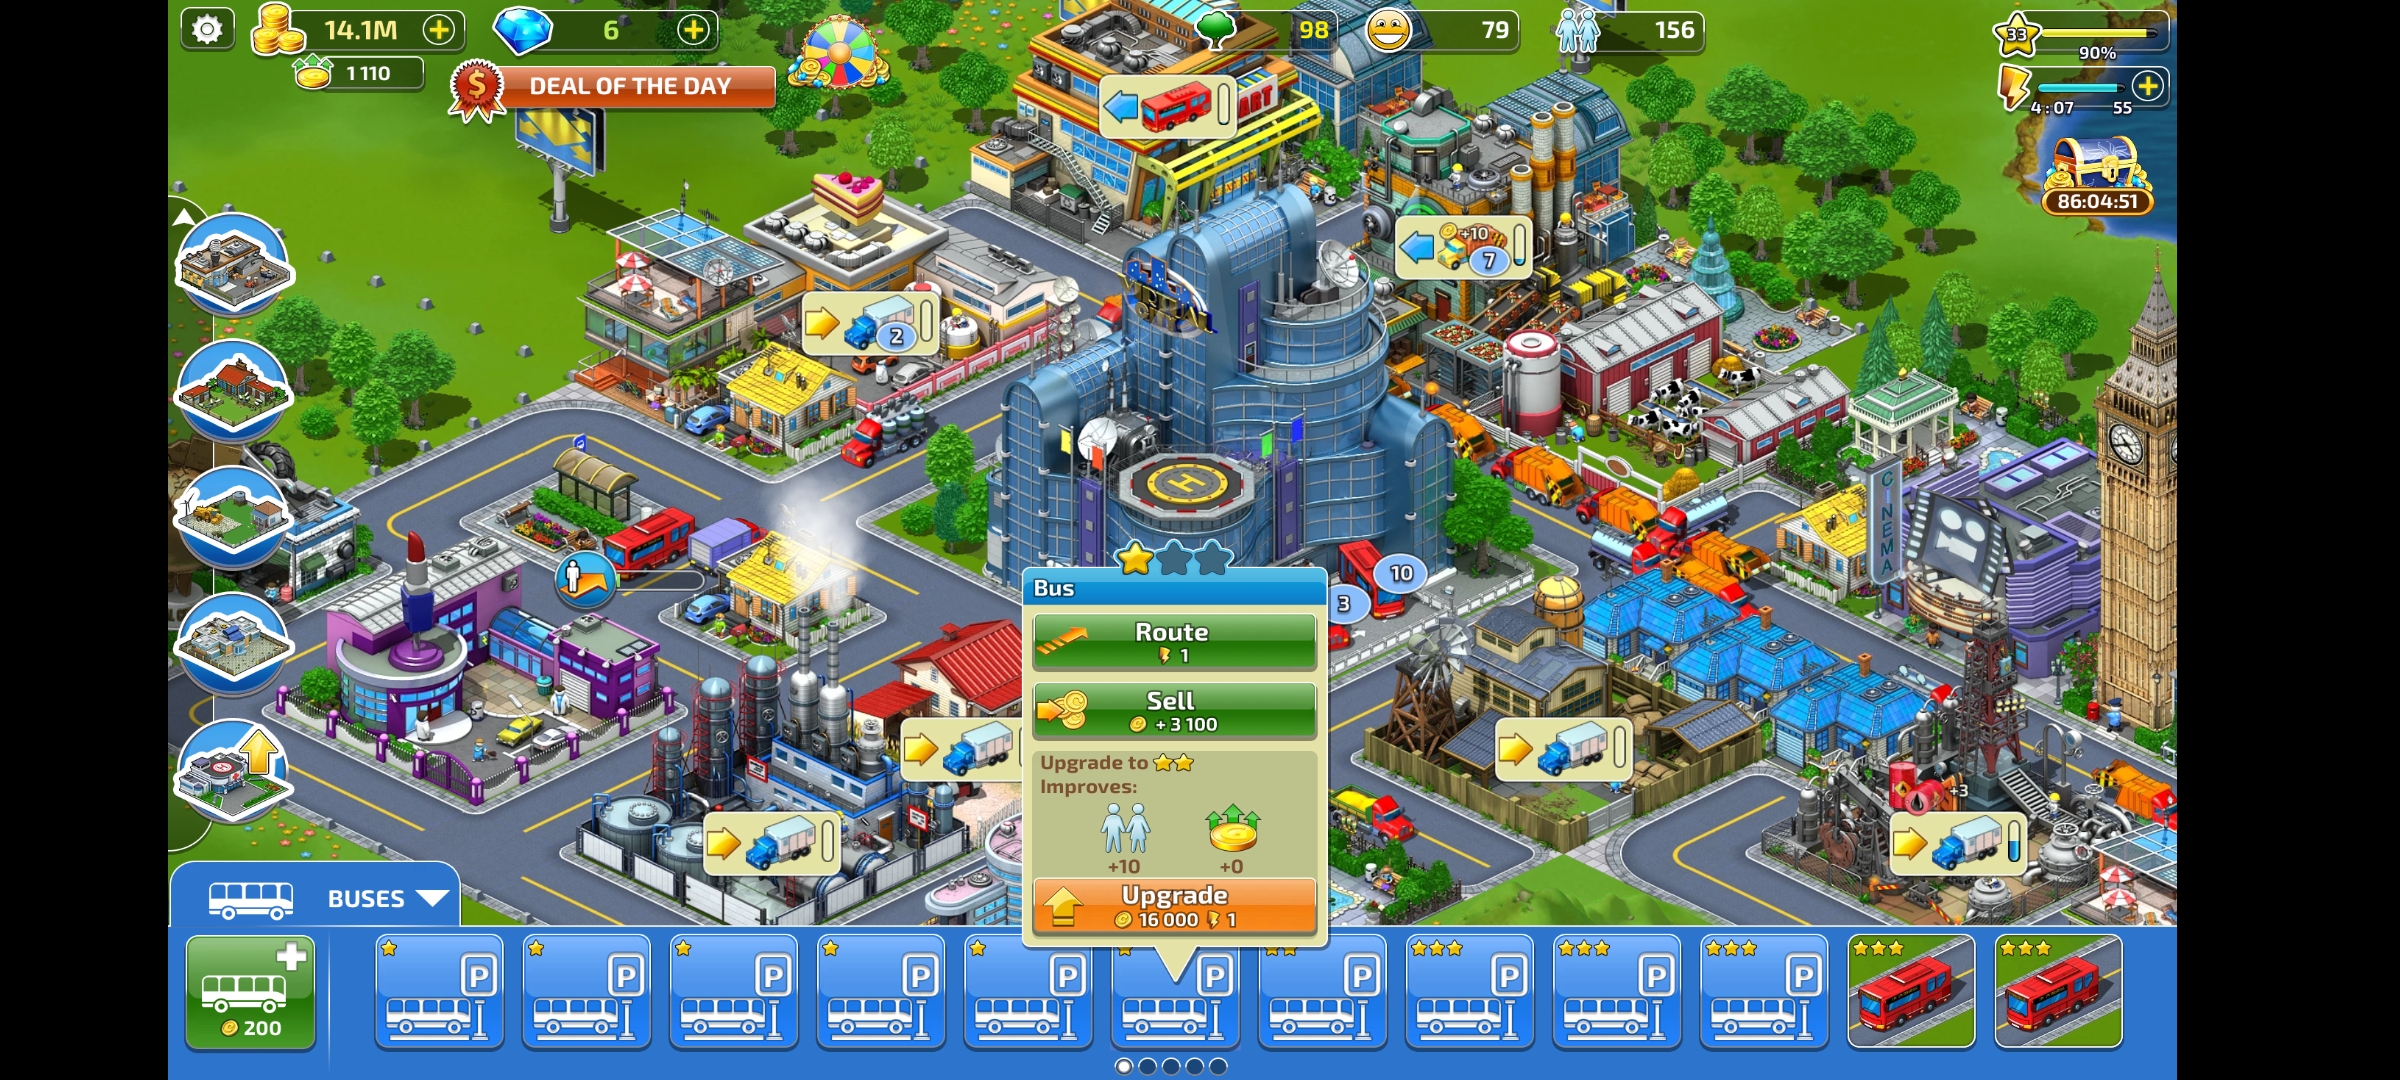 14.1M
6
98
79
156
33
90%
1 110
DEAL OF THE DAY
4:07
55
86:04:51
ART
+10
7
2
CINEMA
10
3
Bus
Route
1
Sell
+ 3 100
Upgrade to
Improves:
+10
+0
Upgrade
16 000
1
+3
BUSES
200
P
P
P
P
P
P
P
P
P
P